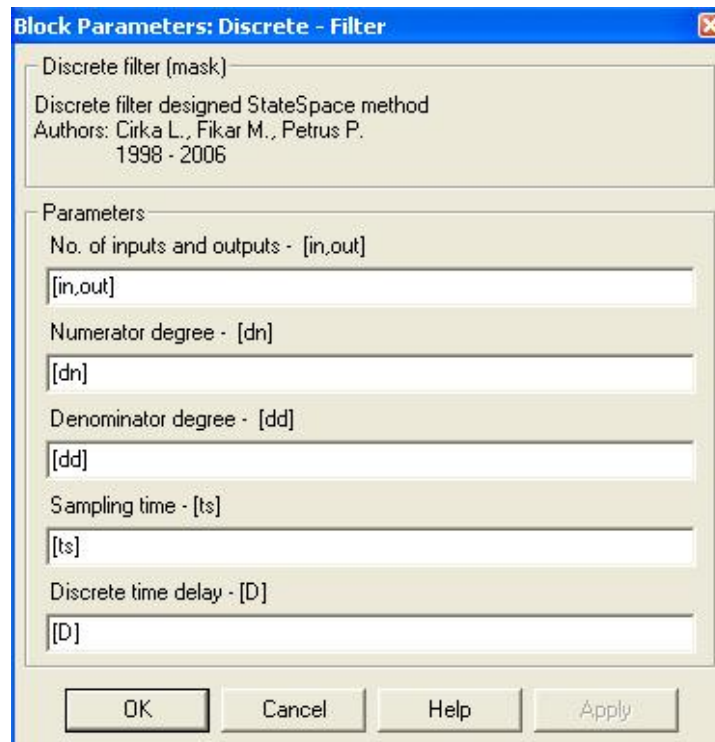 Block Parameters: Discrete - Filter
Discrete filter (mask)
Discrete filter designed StateSpace method
Authors: Cirka L., Fikar M., Petrus P.
1998 - 2006
Parameters
No. of inputs and outputs - [in,out]
[in,out]
Numerator degree - [dn]
[dn]
Denominator degree - [dd]
[dd]
Sampling time - [ts]
[ts]
Discrete time delay - [D]
[D]
OK Cancel Help Apply